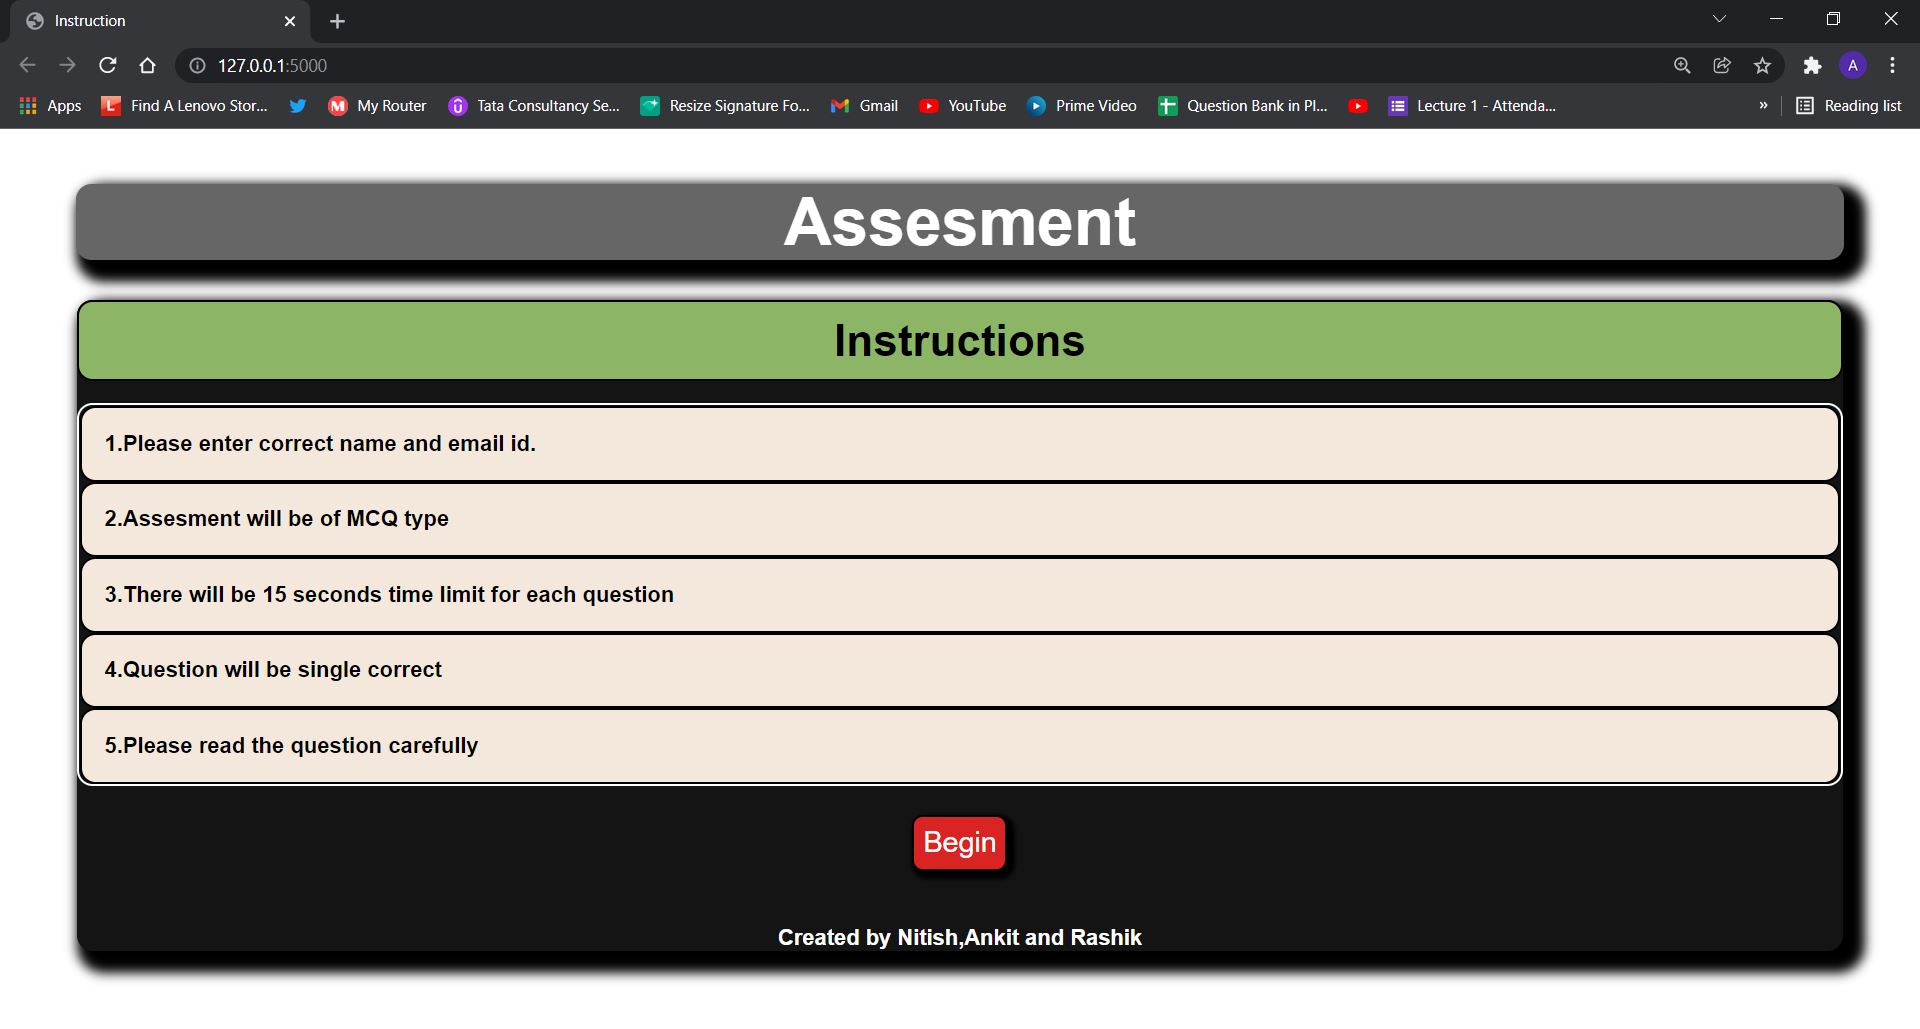 Instruction
127.0.0.1:5000
A
Apps
Find A Lenovo Stor...
My Router
Tata Consultancy Se...
Resize Signature Fo...
Gmail
YouTube
Prime Video
Question Bank in Pl...
Lecture 1 - Attenda...
»
Reading list
Assesment
Instructions
1.Please enter correct name and email id.
2.Assesment will be of MCQ type
3.There will be 15 seconds time limit for each question
4.Question will be single correct
5.Please read the question carefully
Begin
Created by Nitish,Ankit and Rashik